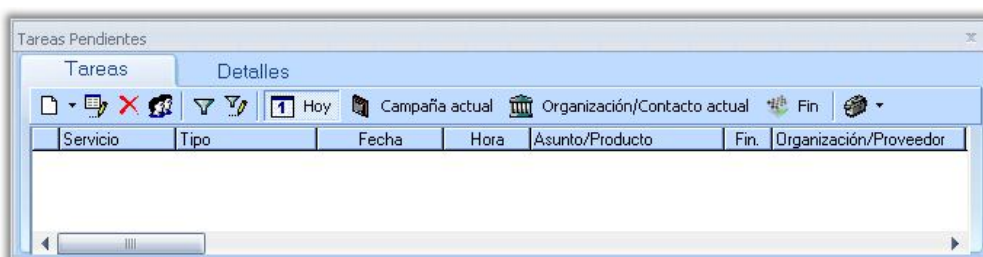 Tareas Pendientes
Tareas Detalles
1 Hoy Campaña actual Organización/Contacto actual Fin
Servicio Tipo Fecha Hora Asunto/Producto Fin. Organización/Proveedor